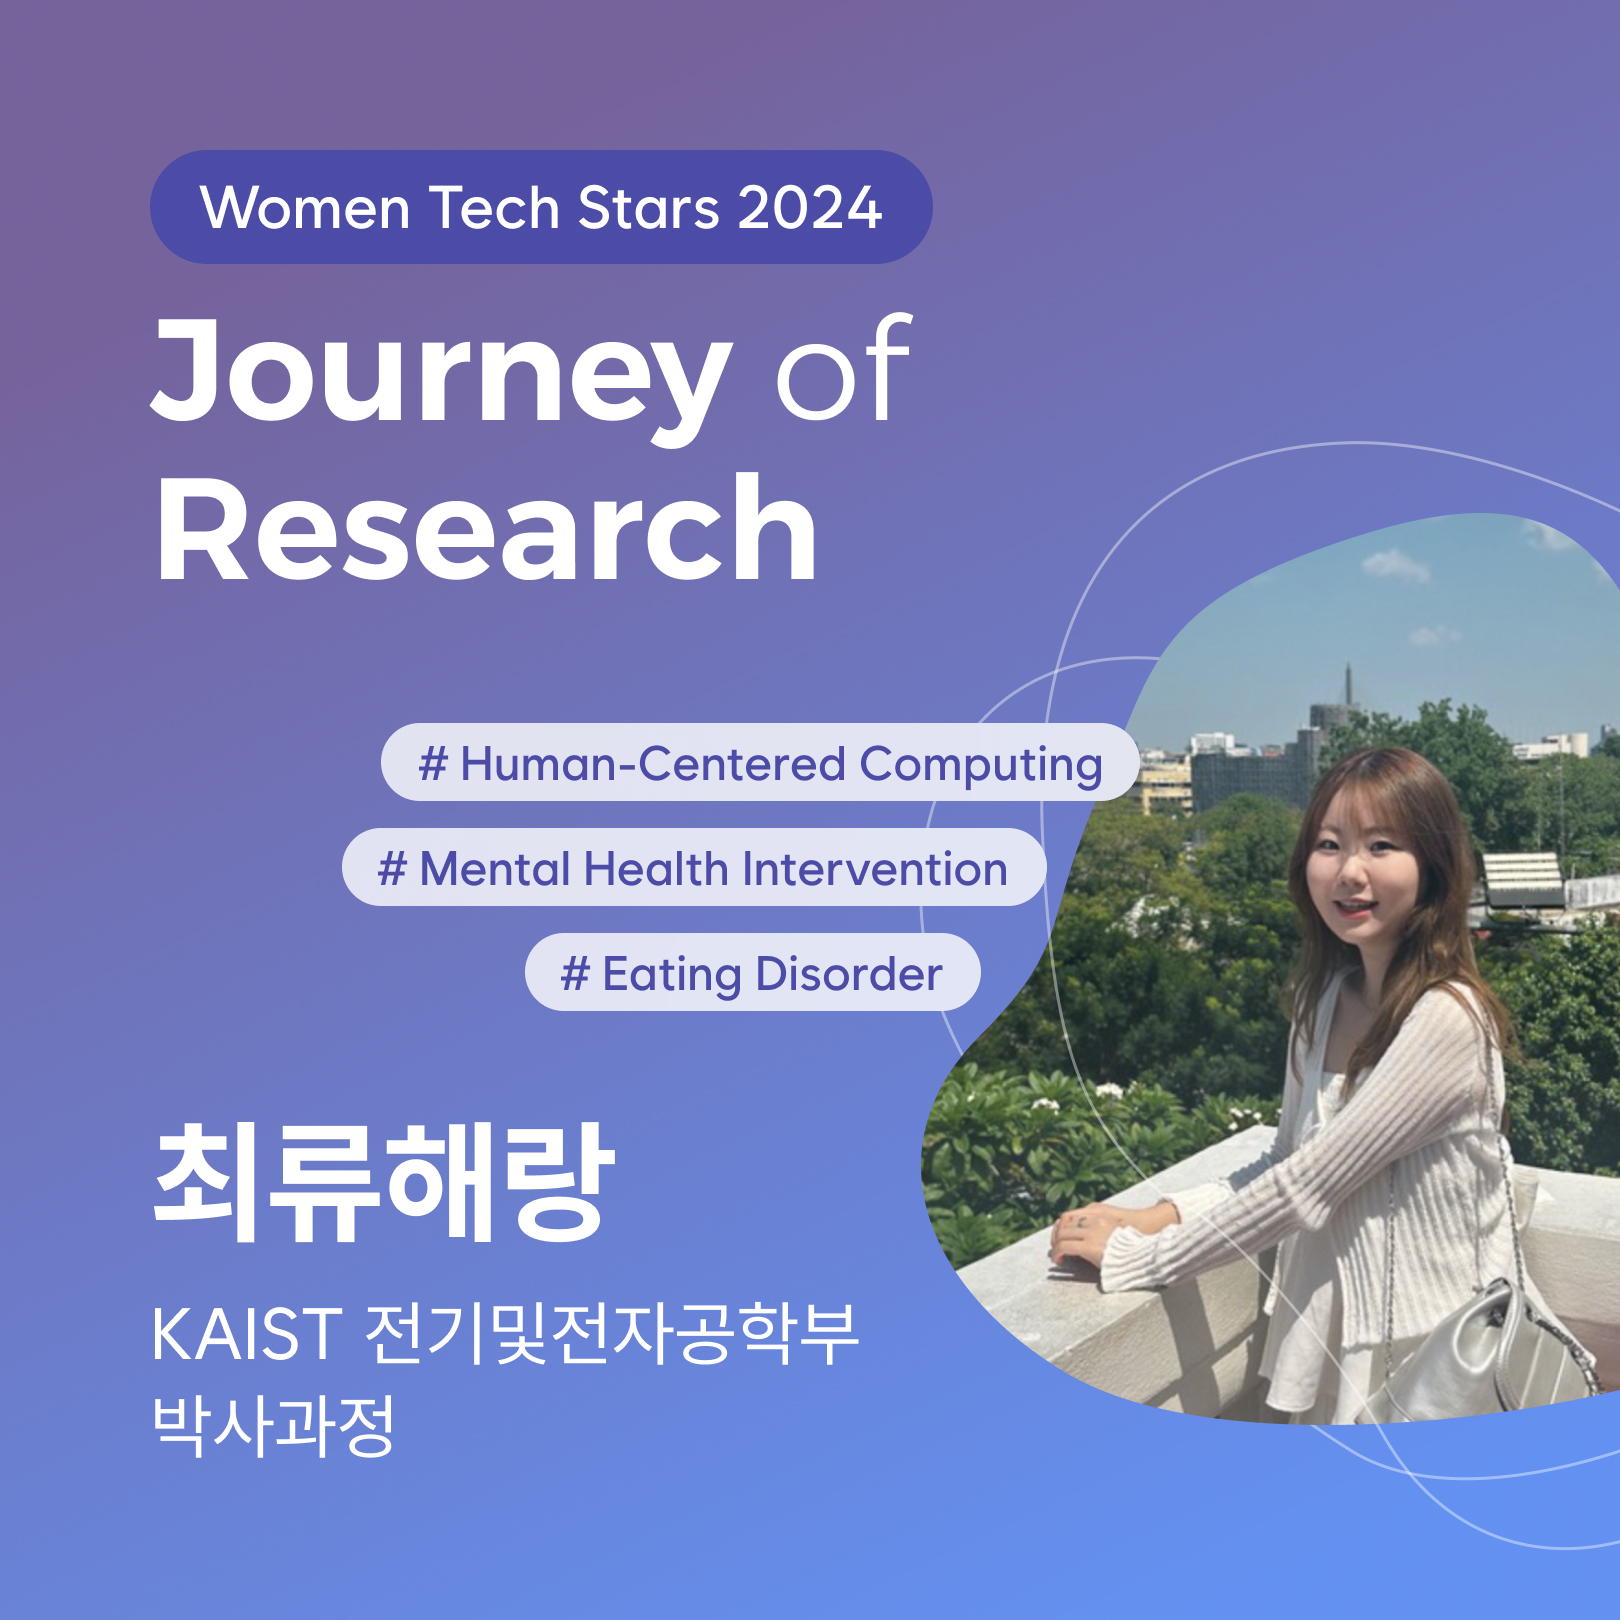 Women Tech Stars 2024
Journey of
Research
# Human-Centered Computing
# Mental Health Intervention
# Eating Disorder
최류해랑
KAIST 전기및전자공학부
박사과정